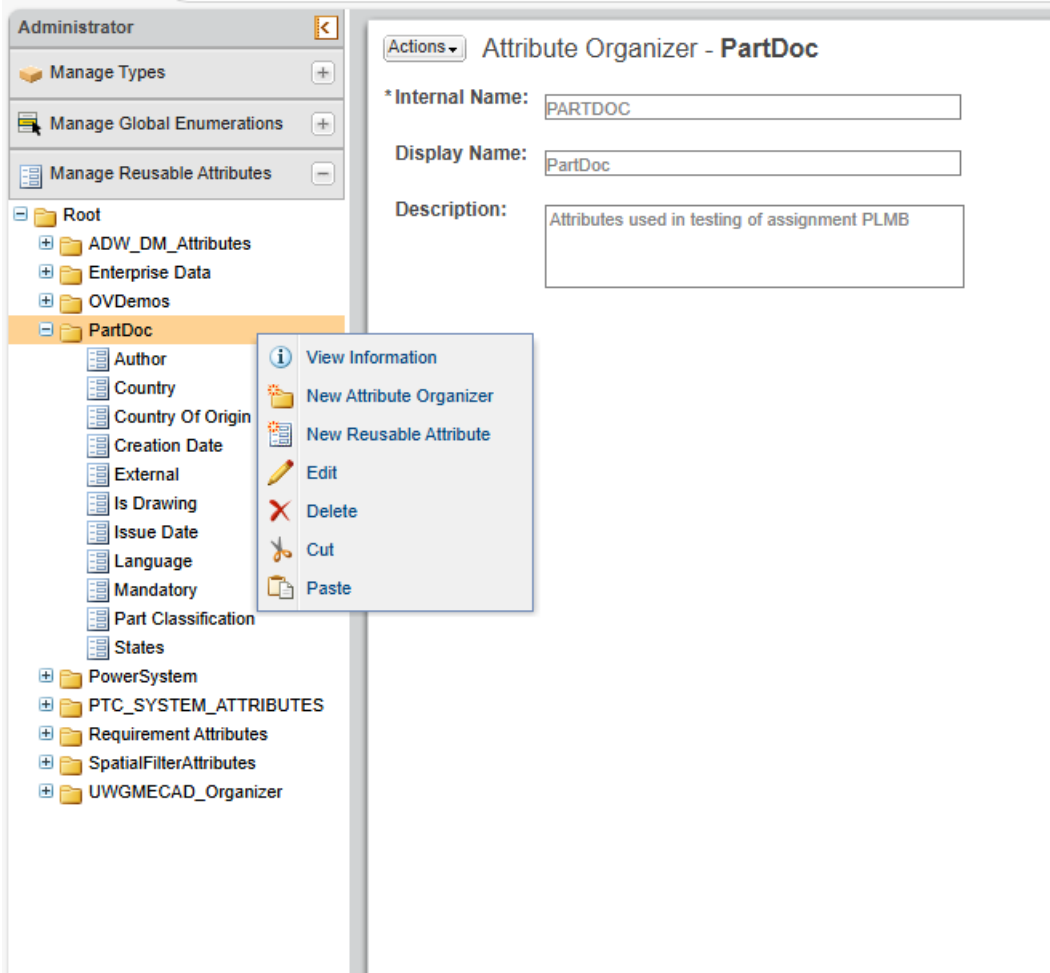 Administrator
Manage Types
Manage Global Enumerations
Manage Reusable Attributes
Root
ADW_DM_Attributes
Enterprise Data
OVDemos
PartDoc
Author
Country
Country Of Origin
Creation Date
External
Is Drawing
Issue Date
Language
Mandatory
Part Classification
States
PowerSystem
PTC_SYSTEM_ATTRIBUTES
Requirement Attributes
SpatialFilterAttributes
UWGMECAD_Organizer
View Information
New Attribute Organizer
New Reusable Attribute
Edit
Delete
Cut
Paste
Actions Attribute Organizer - PartDoc
*Internal Name: PARTDOC
Display Name: PartDoc
Description: Attributes used in testing of assignment PLMB